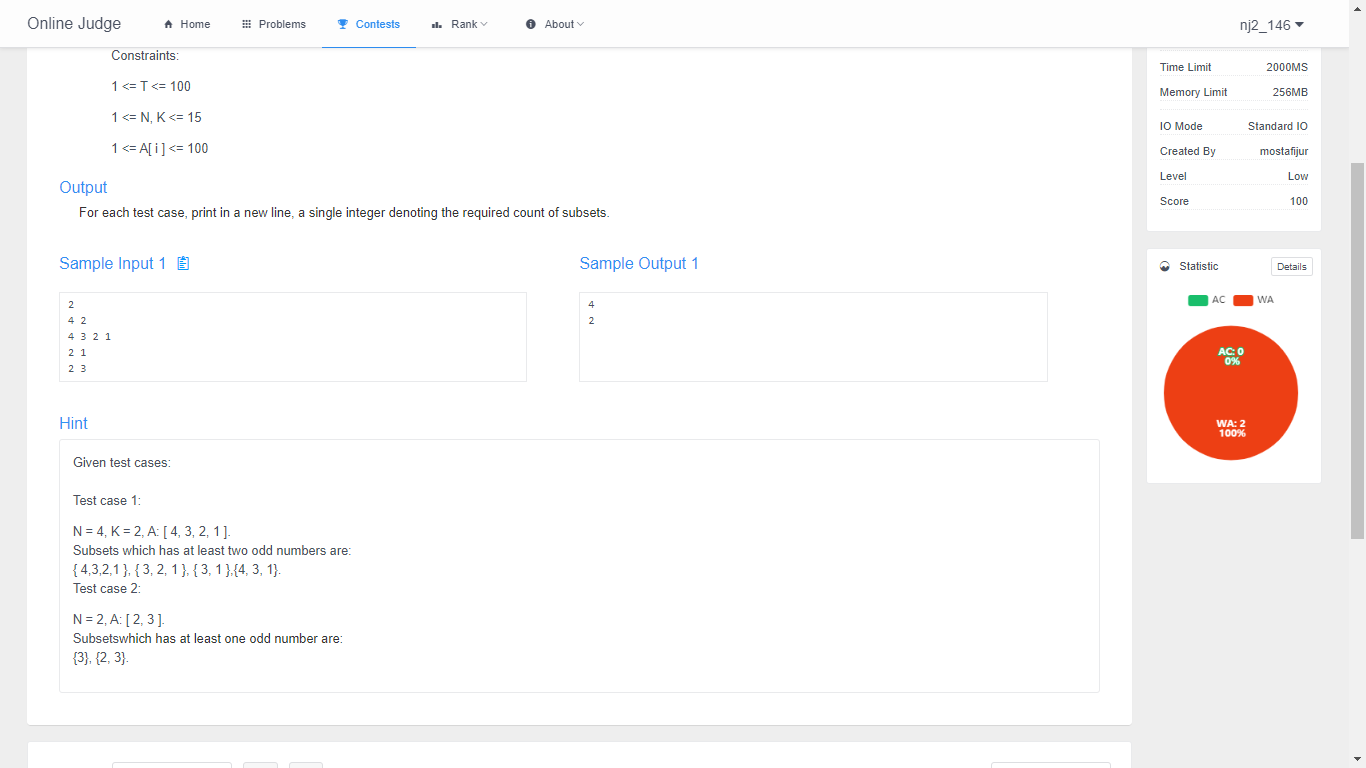 Online Judge Home Problems Contests Rank About nj2_146
Constraints:
1 <= T <= 100
1 <= N, K <= 15
1 <= A[ i ] <= 100
Output
For each test case, print in a new line, a single integer denoting the required count of subsets.
Sample Input 1
2
4 2
4 3 2 1
2 1
2 3
Sample Output 1
4
2
Hint
Given test cases:
Test case 1:
N = 4, K = 2, A: [ 4, 3, 2, 1 ].
Subsets which has at least two odd numbers are:
{ 4,3,2,1 }, { 3, 2, 1 }, { 3, 1 },{4, 3, 1}.
Test case 2:
N = 2, A: [ 2, 3 ].
Subsetswhich has at least one odd number are:
{3}, {2, 3}.
Time Limit 2000MS
Memory Limit 256MB
IO Mode Standard IO
Created By mostafijur
Level Low
Score 100
Statistic Details
AC WA
AC: 0
0%
WA: 2
100%